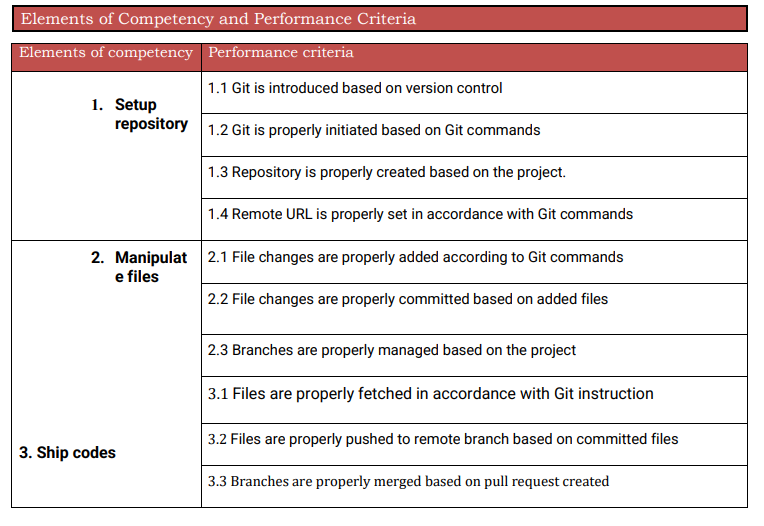 Elements of Competency and Performance Criteria
Elements of competency Performance criteria
1. Setup
repository
1.1 Git is introduced based on version control
1.2 Git is properly initiated based on Git commands
1.3 Repository is properly created based on the project.
1.4 Remote URL is properly set in accordance with Git commands
2. Manipulat
e files
2.1 File changes are properly added according to Git commands
2.2 File changes are properly committed based on added files
2.3 Branches are properly managed based on the project
3. Ship codes
3.1 Files are properly fetched in accordance with Git instruction
3.2 Files are properly pushed to remote branch based on committed files
3.3 Branches are properly merged based on pull request created